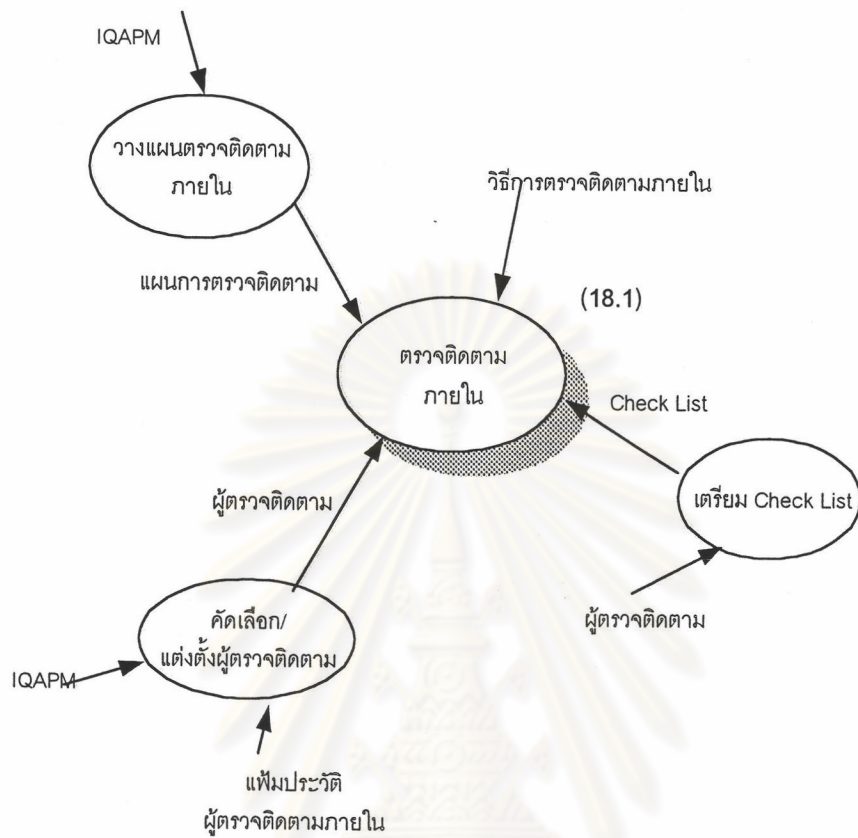 IQAPM
วางแผนตรวจติดตาม
ภายใน
วิธีการตรวจติดตามภายใน
แผนการตรวจติดตาม
(18.1)
ตรวจติดตาม
ภายใน
Check List
ผู้ตรวจติดตาม
เตรียม Check List
ผู้ตรวจติดตาม
คัดเลือก/
แต่งตั้งผู้ตรวจติดตาม
IQAPM
แฟ้มประวัติ
ผู้ตรวจติดตามภายใน